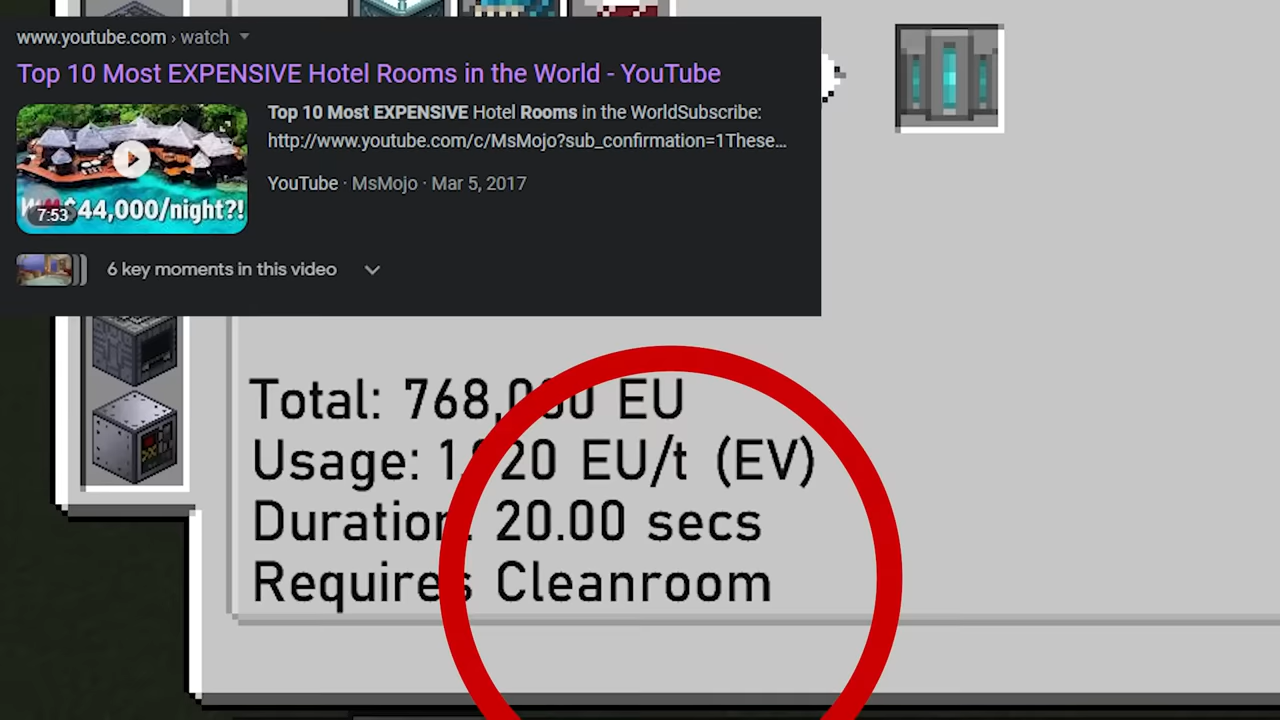 www.youtube.com › watch
Top 10 Most EXPENSIVE Hotel Rooms in the World - YouTube
Top 10 Most EXPENSIVE Hotel Rooms in the WorldSubscribe:
http://www.youtube.com/c/MsMojo?sub_confirmation=1These...
$44,000/night?!
7:53
YouTube · MsMojo · Mar 5, 2017
6 key moments in this video
Total: 768,000 EU
Usage: 1,920 EU/t (EV)
Duration: 20.00 secs
Requires Cleanroom